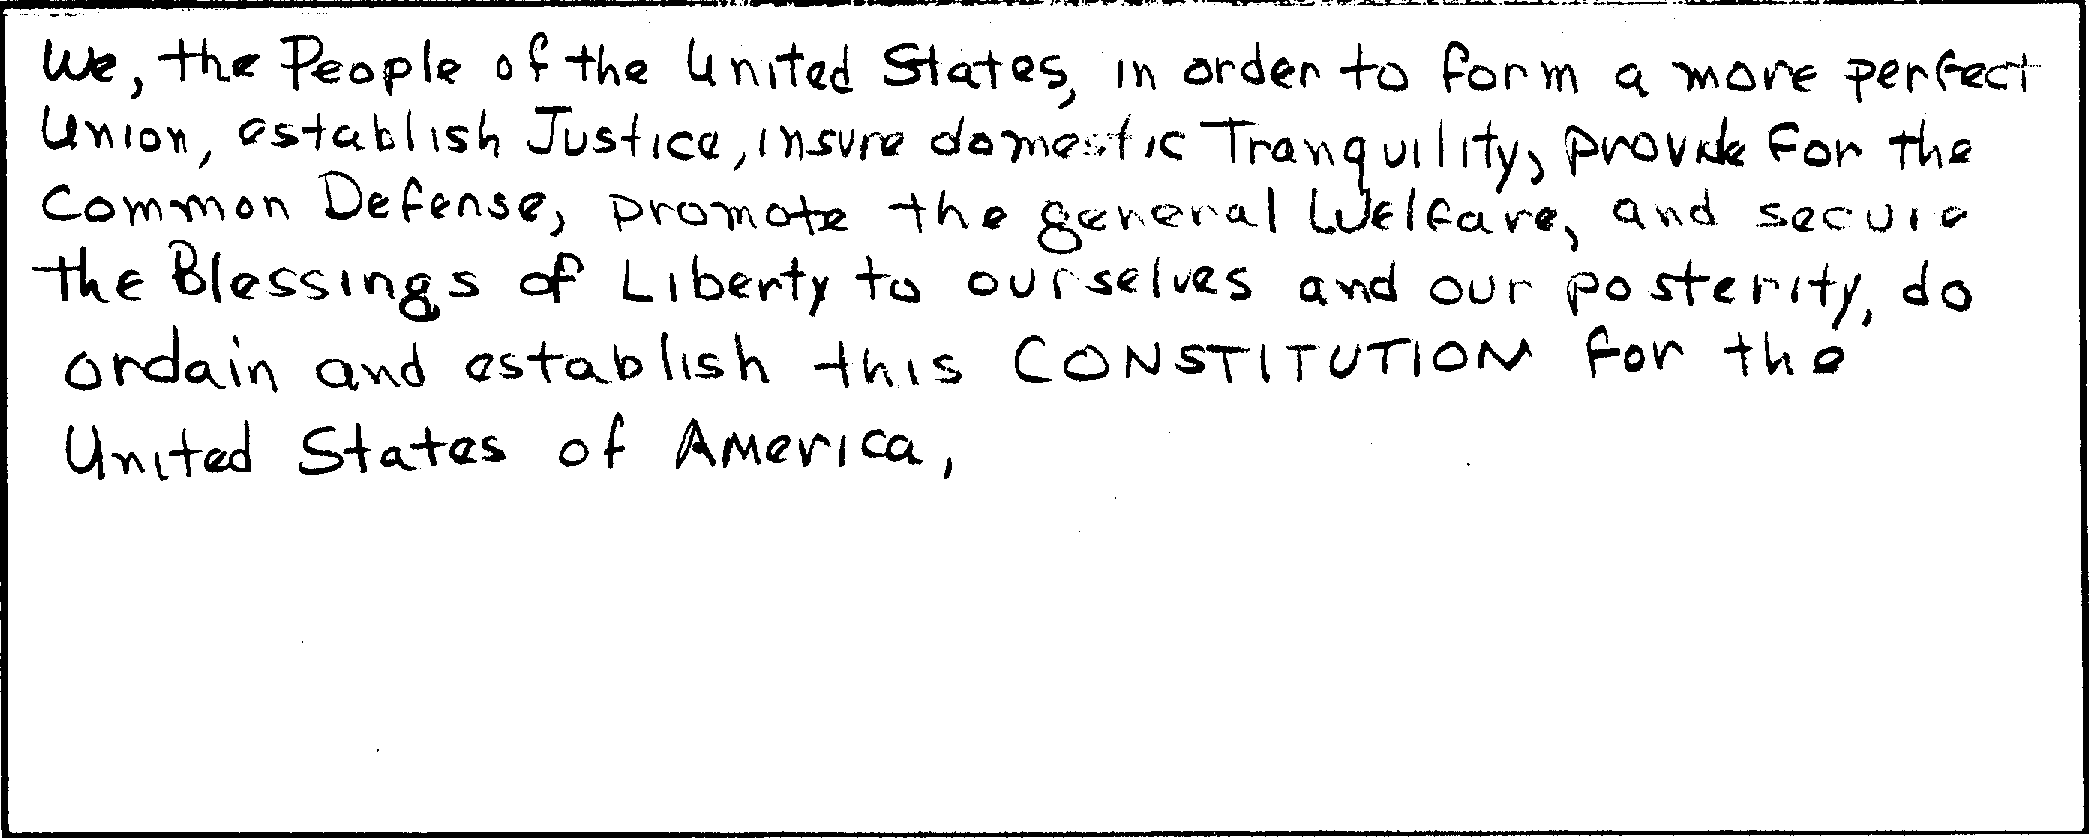 We, the People of the United States, in order to form a more perfect
Union, establish Justice, insure domestic Tranquility, provide for the
Common Defense, promote the general Welfare, and secure
the Blessings of Liberty to ourselves and our posterity, do
ordain and establish this CONSTITUTION for the
United States of America,